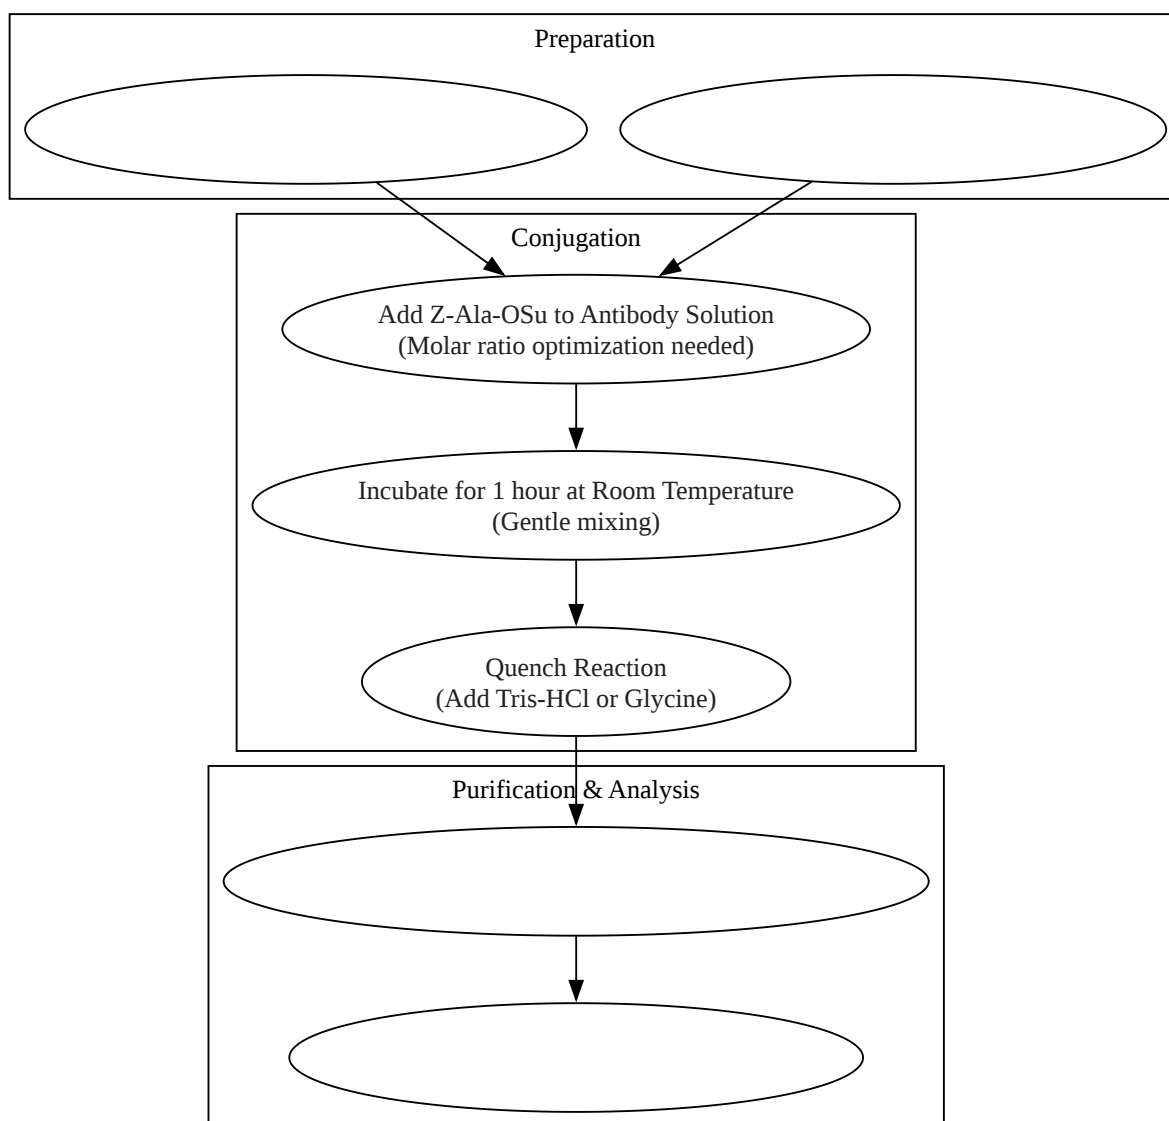 Preparation
Conjugation
Add Z-Ala-OSu to Antibody Solution
(Molar ratio optimization needed)
Incubate for 1 hour at Room Temperature
(Gentle mixing)
Quench Reaction
(Add Tris-HCl or Glycine)
Purification & Analysis